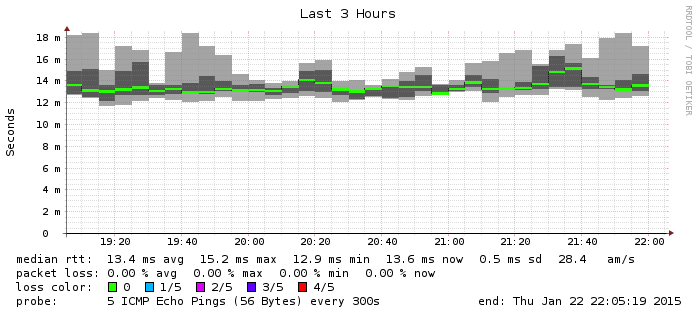 Last 3 Hours
RRDTOOL / TOBI OETIKER
Seconds
18 m
16 m
14 m
12 m
10 m
8 m
6 m
4 m
2 m
0
19:20 19:40 20:00 20:20 20:40 21:00 21:20 21:40 22:00
median rtt: 13.4 ms avg 15.2 ms max 12.9 ms min 13.6 ms now 0.5 ms sd 28.4 am/s
packet loss: 0.00 % avg 0.00 % max 0.00 % min 0.00 % now
loss color: 0 1/5 2/5 3/5 4/5
probe: 5 ICMP Echo Pings (56 Bytes) every 300s end: Thu Jan 22 22:05:19 2015